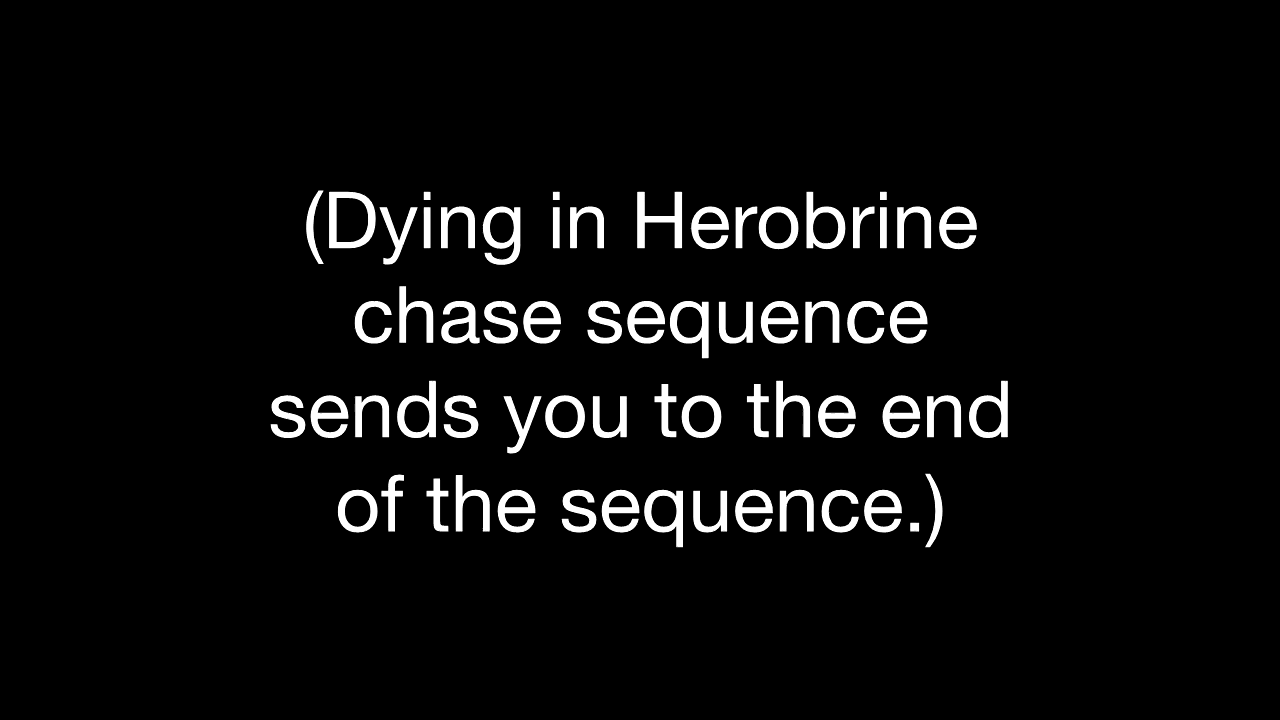 (Dying in Herobrine
chase sequence
sends you to the end
of the sequence.)